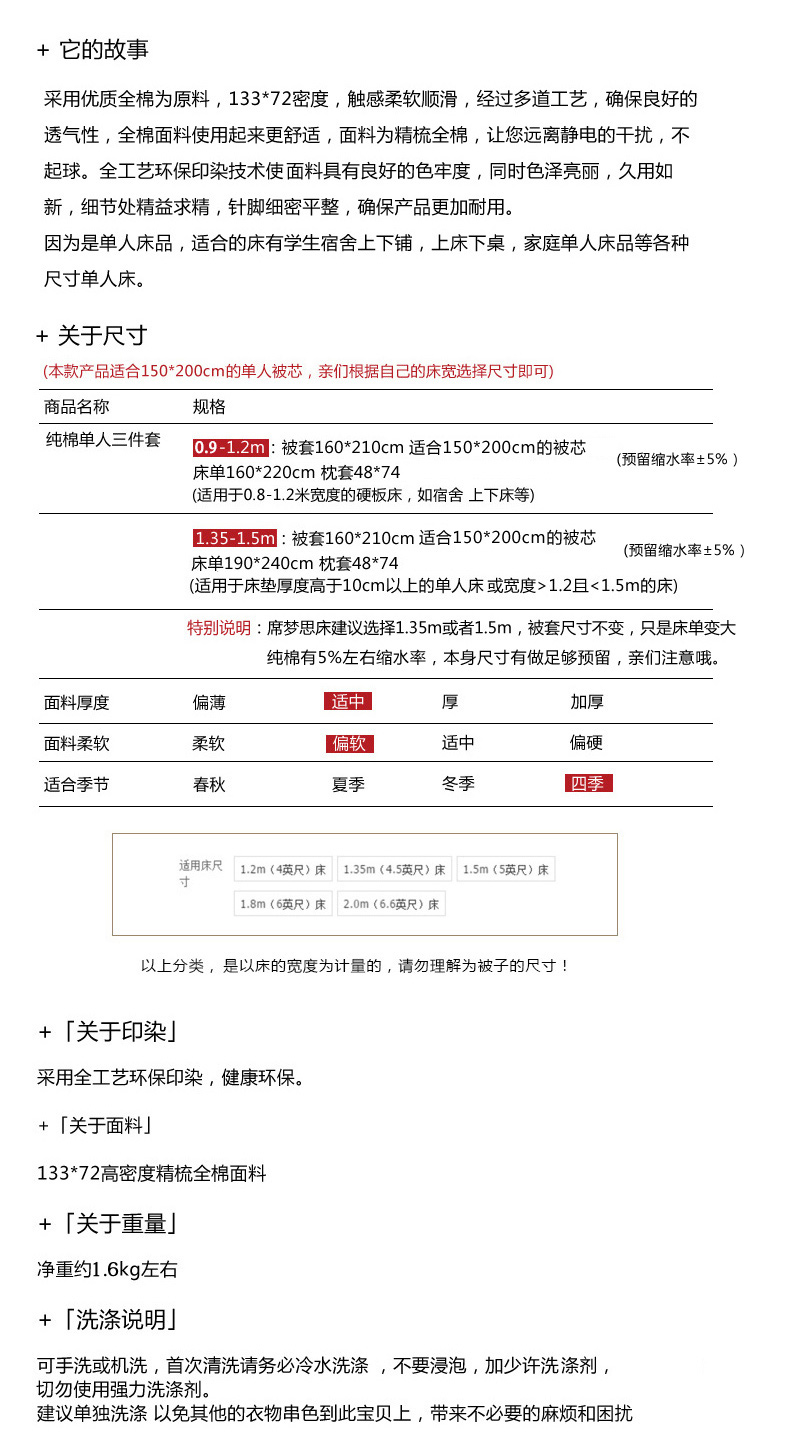 + 它的故事
采用优质全棉为原料，133*72密度，触感柔软顺滑，经过多道工艺，确保良好的
透气性，全棉面料使用起来更舒适，面料为精梳全棉，让您远离静电的干扰，不
起球。全工艺环保印染技术使面料具有良好的色牢度，同时色泽亮丽，久用如
新，细节处精益求精，针脚细密平整，确保产品更加耐用。
因为是单人床品，适合的床有学生宿舍上下铺，上床下桌，家庭单人床品等各种
尺寸单人床。
+ 关于尺寸
(本款产品适合150*200cm的单人被芯，亲们根据自己的床宽选择尺寸即可)
商品名称 规格
纯棉单人三件套
0.9-1.2m：被套160*210cm 适合150*200cm的被芯
床单160*220cm 枕套48*74
(预留缩水率±5% )
(适用于0.8-1.2米宽度的硬板床，如宿舍 上下床等)
1.35-1.5m：被套160*210cm 适合150*200cm的被芯
床单190*240cm 枕套48*74
(预留缩水率±5% )
(适用于床垫厚度高于10cm以上的单人床 或宽度>1.2且<1.5m的床)
特别说明：席梦思床建议选择1.35m或者1.5m，被套尺寸不变，只是床单变大
纯棉有5%左右缩水率，本身尺寸有做足够预留，亲们注意哦。
面料厚度 偏薄 适中 厚 加厚
面料柔软 柔软 偏软 适中 偏硬
适合季节 春秋 夏季 冬季 四季
适用床尺
寸
1.2m（4英尺）床 1.35m（4.5英尺）床 1.5m（5英尺）床
1.8m（6英尺）床 2.0m（6.6英尺）床
以上分类，是以床的宽度为计量的，请勿理解为被子的尺寸！
+「关于印染」
采用全工艺环保印染，健康环保。
+「关于面料」
133*72高密度精梳全棉面料
+「关于重量」
净重约1.6kg左右
+「洗涤说明」
可手洗或机洗，首次清洗请务必冷水洗涤 ，不要浸泡，加少许洗涤剂，
切勿使用强力洗涤剂。
建议单独洗涤 以免其他的衣物串色到此宝贝上，带来不必要的麻烦和困扰